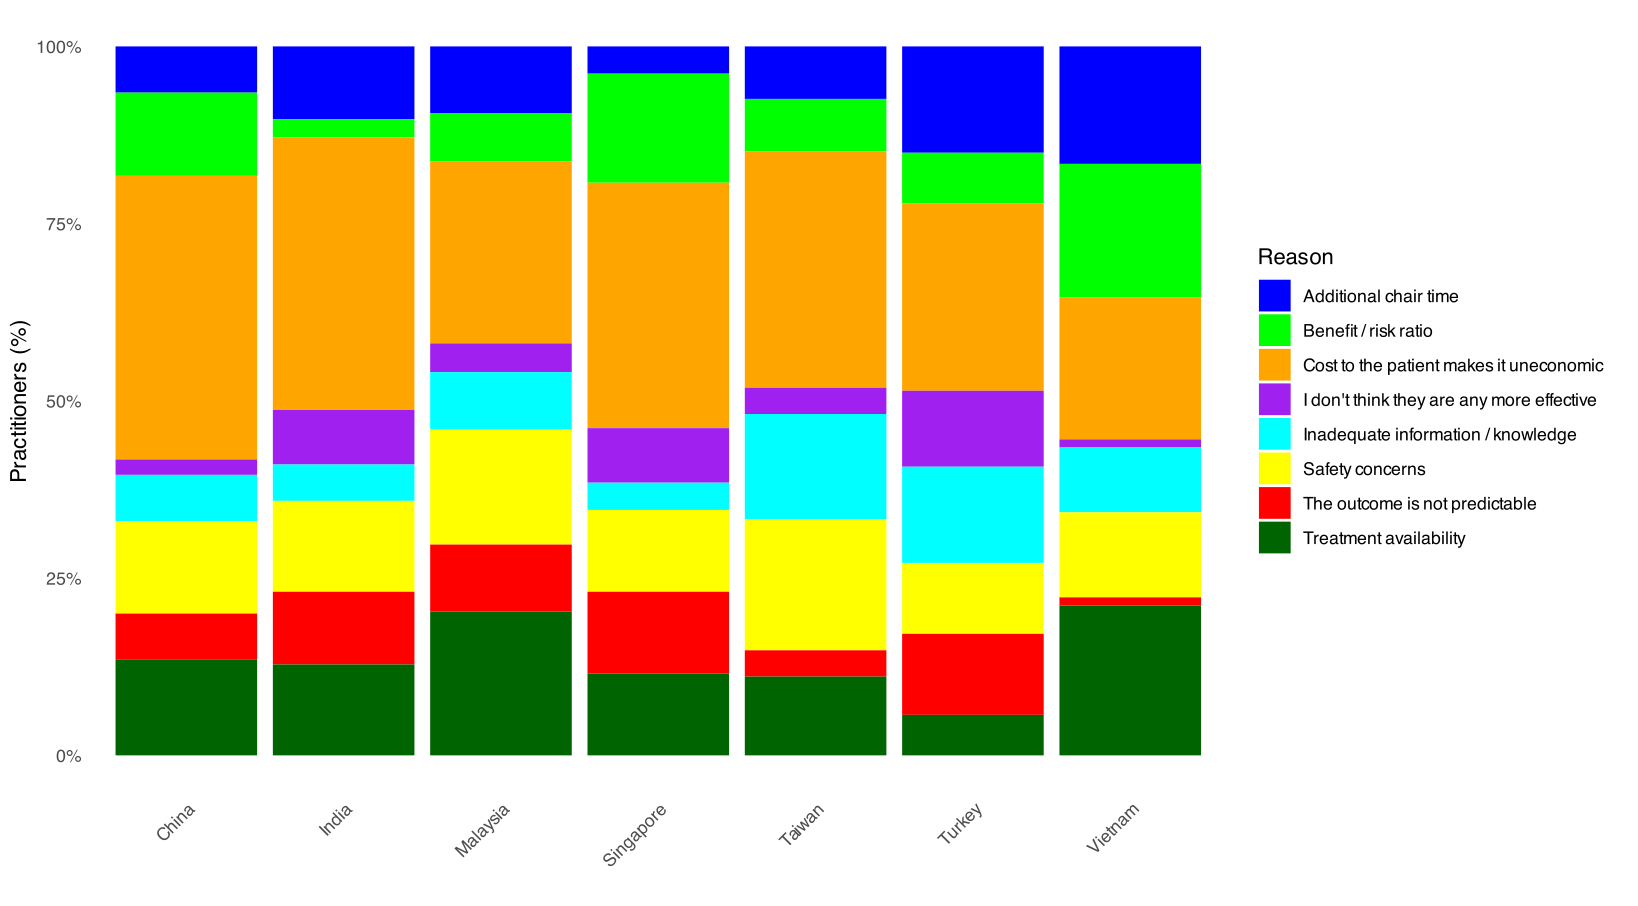 100%
75%
50%
25%
0%
Practitioners (%)
China
India
Malaysia
Singapore
Taiwan
Turkey
Vietnam
Reason
Additional chair time
Benefit / risk ratio
Cost to the patient makes it uneconomic
I don't think they are any more effective
Inadequate information / knowledge
Safety concerns
The outcome is not predictable
Treatment availability